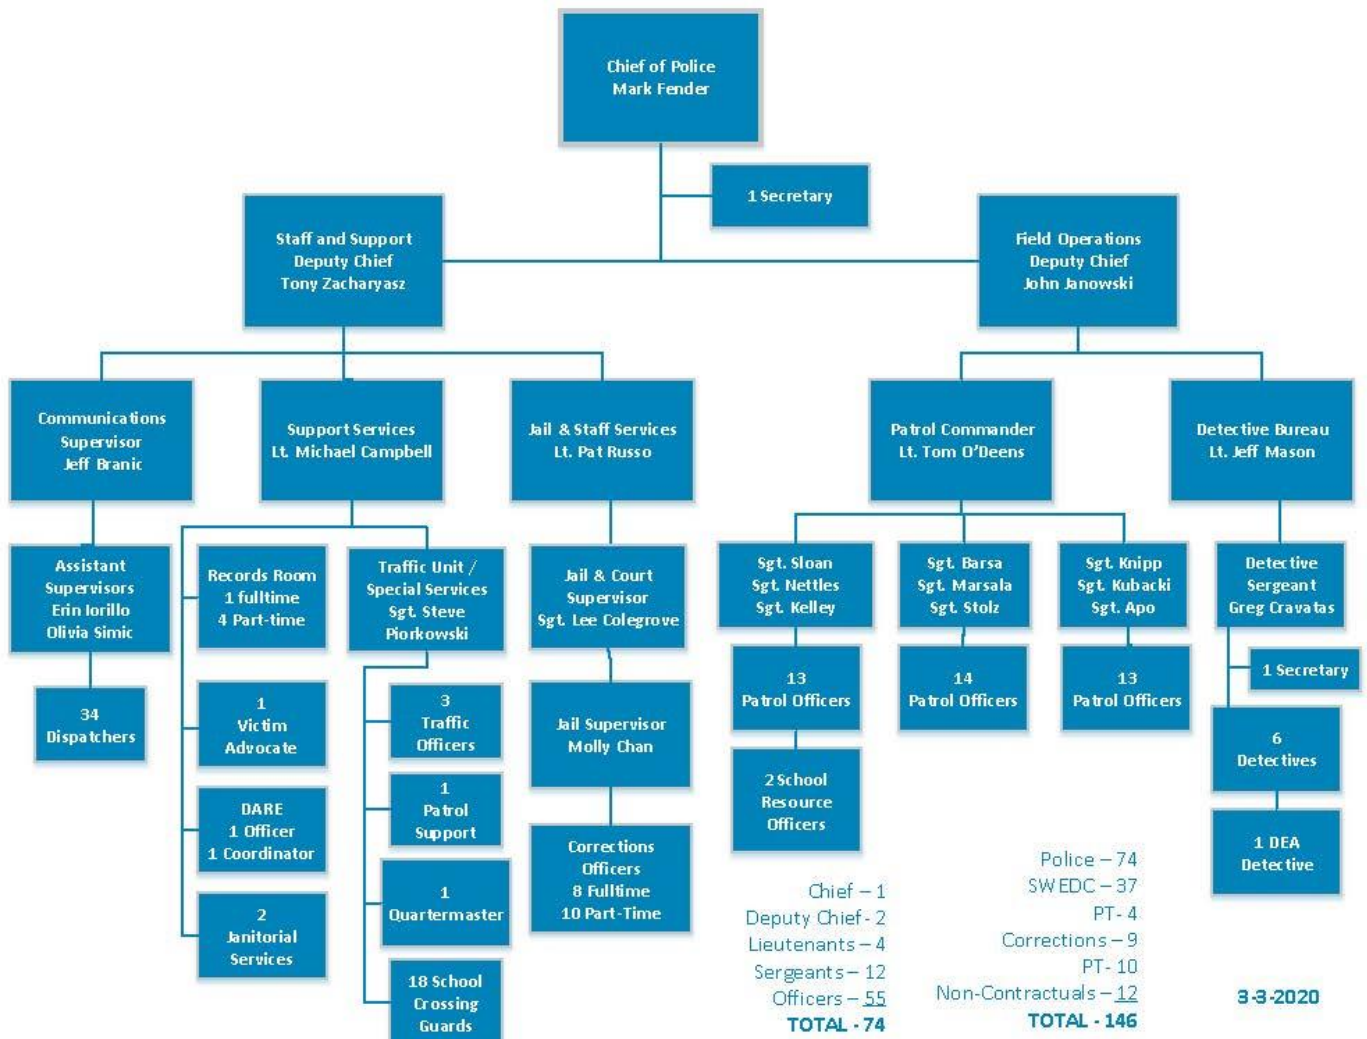 Chief of Police
Mark Fender
1 Secretary
Staff and Support
Deputy Chief
Tony Zacharyasz
Field Operations
Deputy Chief
John Janowski
Communications
Supervisor
Jeff Branic
Support Services
Lt. Michael Campbell
Jail & Staff Services
Lt. Pat Russo
Patrol Commander
Lt. Tom O'Deens
Detective Bureau
Lt. Jeff Mason
Assistant
Supervisors
Erin Iorillo
Olivia Simic
34
Dispatchers
Records Room
1 fulltime
4 Part-time
1
Victim
Advocate
DARE
1 Officer
1 Coordinator
2
Janitorial
Services
Traffic Unit /
Special Services
Sgt. Steve
Piorkowski
3
Traffic
Officers
1
Patrol
Support
1
Quartermaster
18 School
Crossing
Guards
Jail & Court
Supervisor
Sgt. Lee Colegrove
Jail Supervisor
Molly Chan
Corrections
Officers
8 Fulltime
10 Part-Time
Sgt. Sloan
Sgt. Nettles
Sgt. Kelley
13
Patrol Officers
2 School
Resource
Officers
Sgt. Barsa
Sgt. Marsala
Sgt. Stolz
14
Patrol Officers
Sgt. Knipp
Sgt. Kubacki
Sgt. Apo
13
Patrol Officers
Detective
Sergeant
Greg Cravatas
1 Secretary
6
Detectives
1 DEA
Detective
Chief – 1
Deputy Chief- 2
Lieutenants – 4
Sergeants – 12
Officers – 55
TOTAL - 74
Police – 74
SWEDC – 37
PT- 4
Corrections – 9
PT- 10
Non-Contractuals – 12
TOTAL - 146
3-3-2020